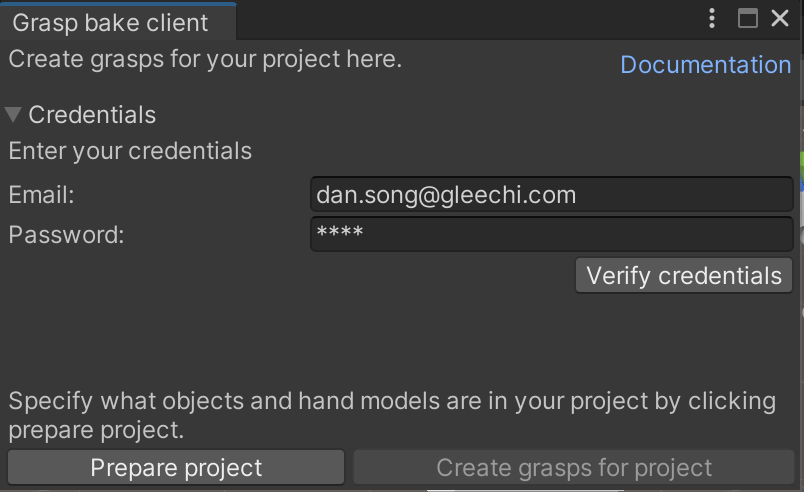 Grasp bake client
Create grasps for your project here.
Documentation
Credentials
Enter your credentials
Email:
dan.song@gleechi.com
Password:
****
Verify credentials
Specify what objects and hand models are in your project by clicking
prepare project.
Prepare project
Create grasps for project